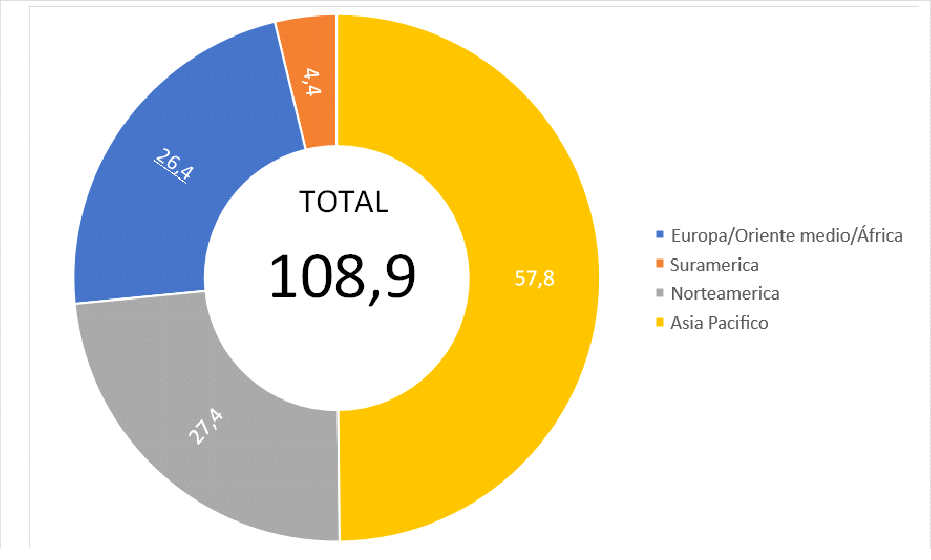 4,4
26,4
TOTAL
108,9
57,8
27,4
Europa/Oriente medio/África
Suramerica
Norteamerica
Asia Pacifico